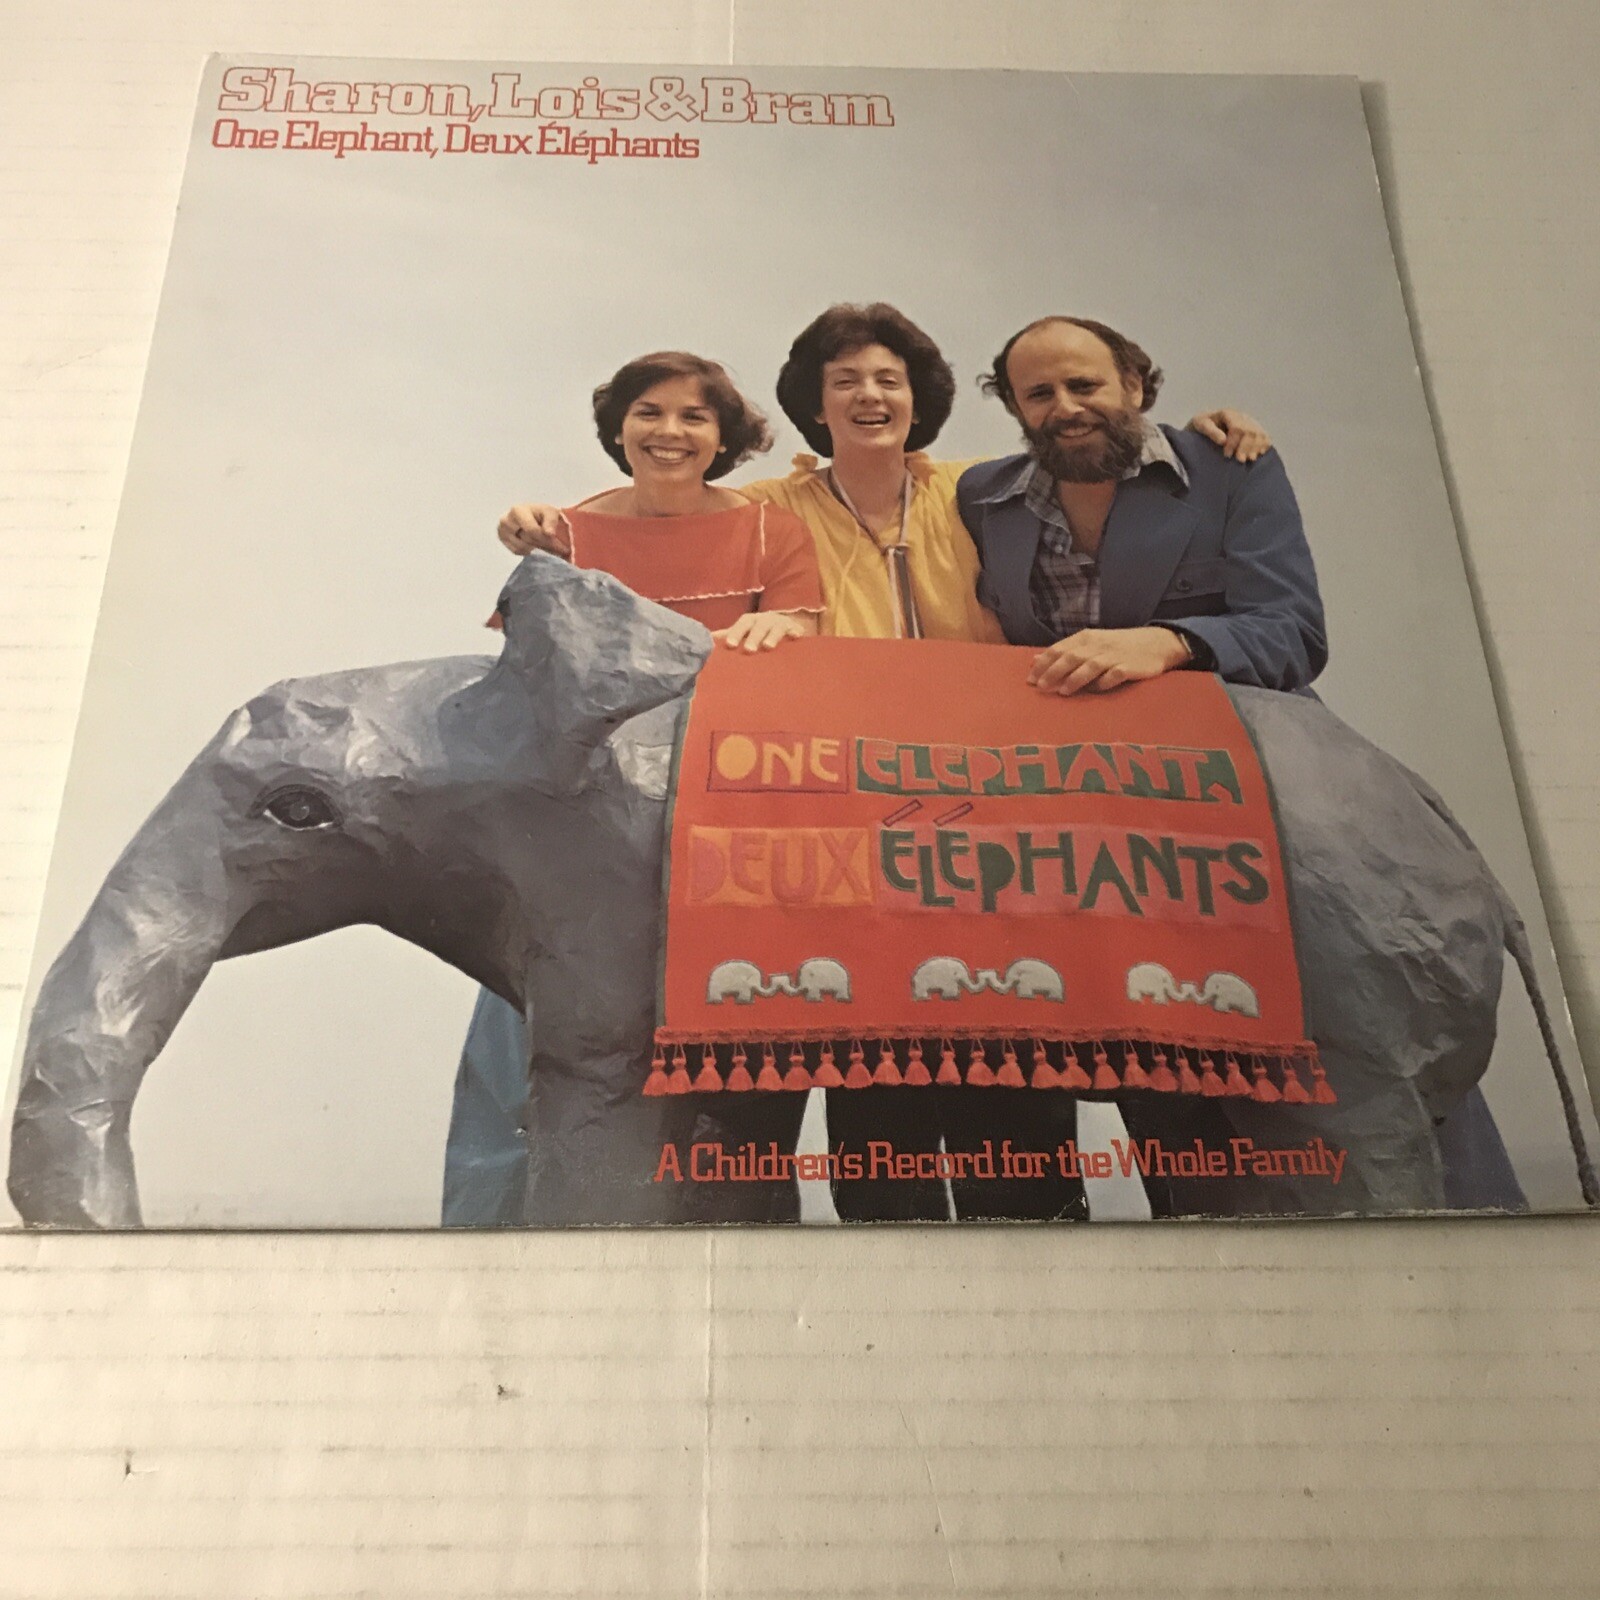 Sharon, Lois & Bram
One Elephant, Deux Éléphants
ONE ELEPHANT,
DEUX ÉLÉPHANTS
A Children's Record for the Whole Family